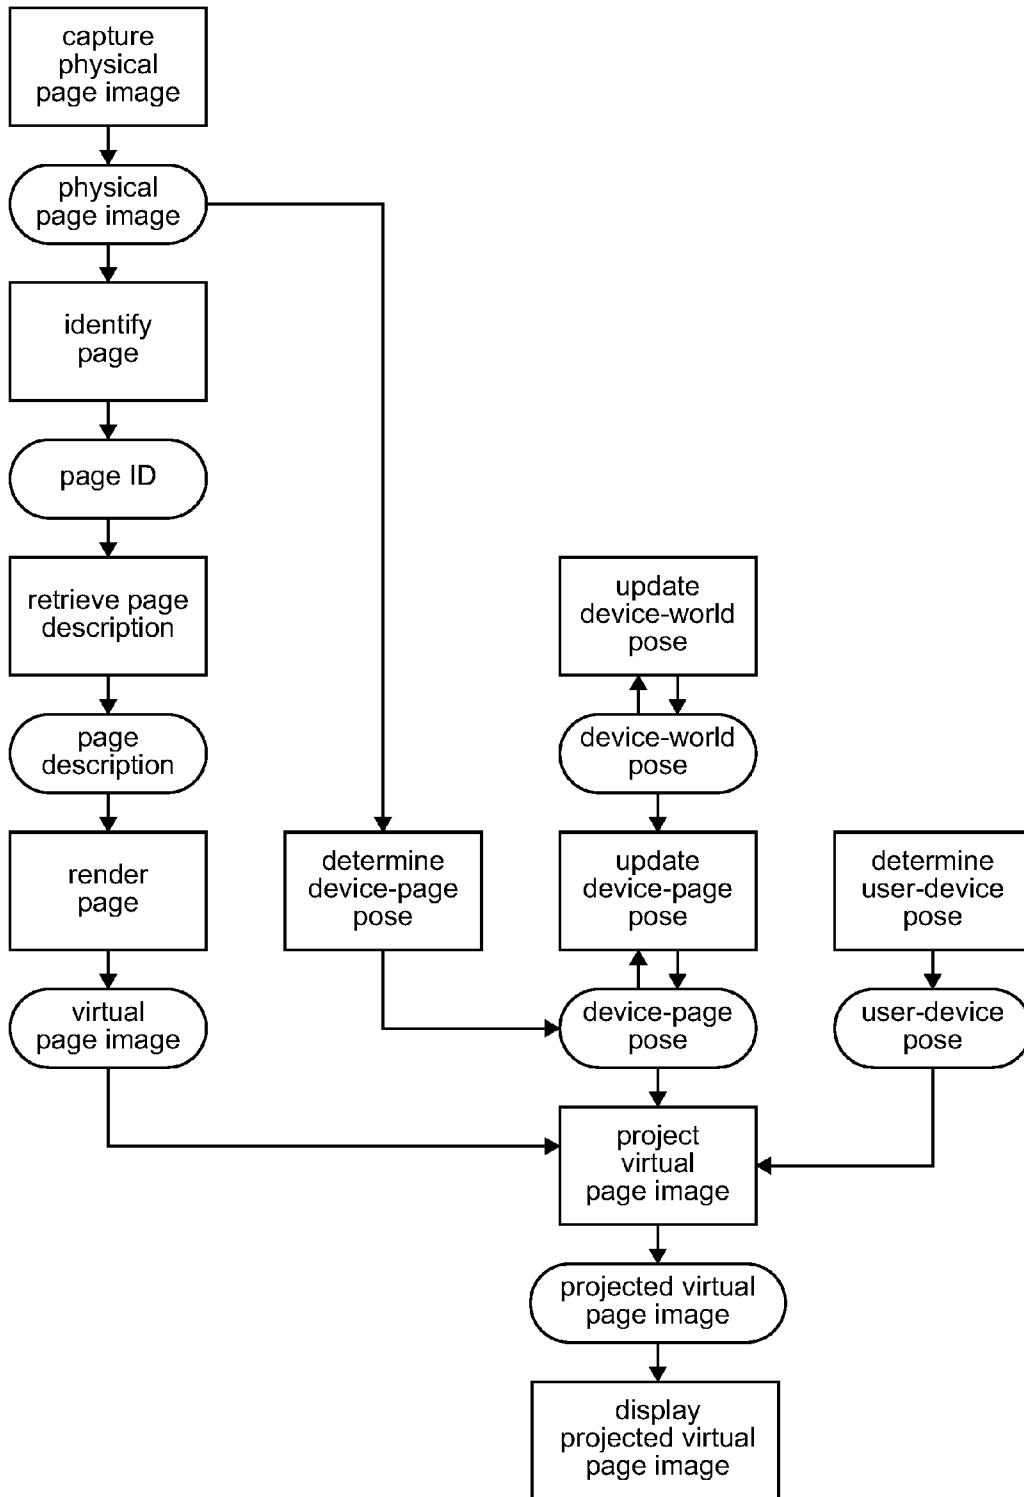 capture
physical
page image
physical
page image
identify
page
page ID
retrieve page
description
page
description
render
page
virtual
page image
determine
device-page
pose
update
device-world
pose
device-world
pose
update
device-page
pose
device-page
pose
determine
user-device
pose
user-device
pose
project
virtual
page image
projected virtual
page image
display
projected virtual
page image